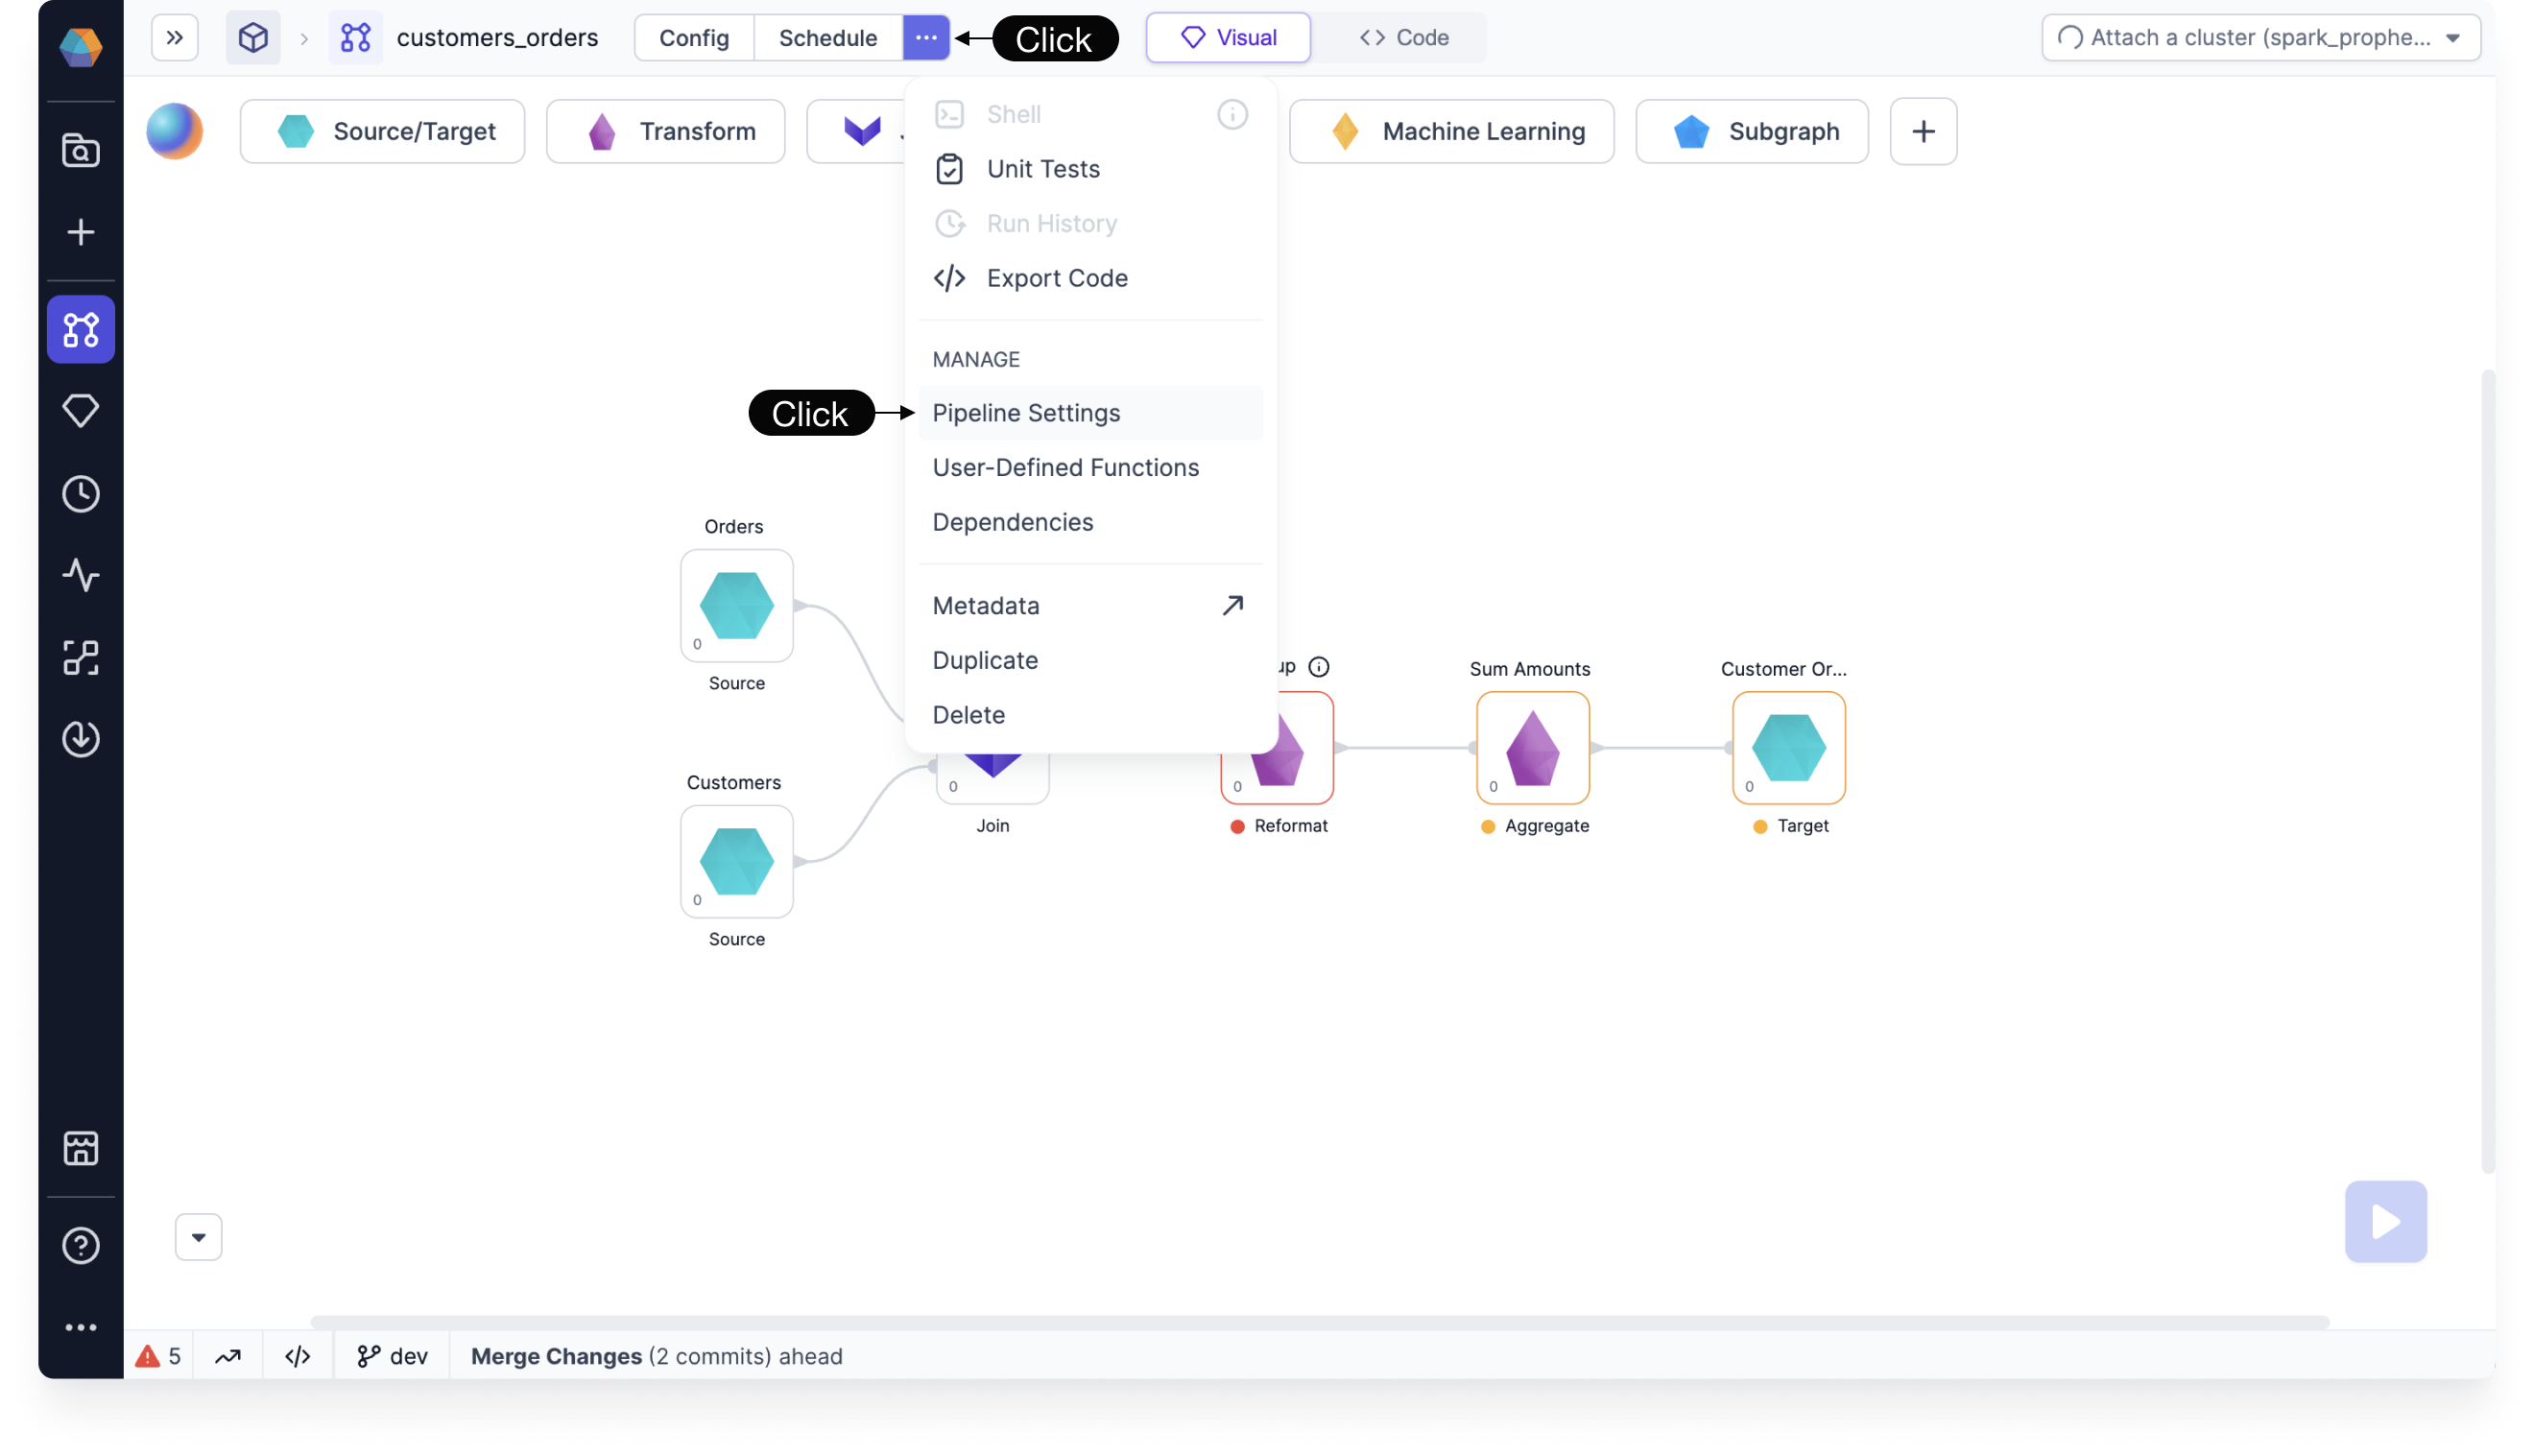 customers_orders
Config
Schedule
...
Click
Visual
Code
Attach a cluster (spark_prophe...
Source/Target
Transform
Machine Learning
Subgraph
Shell
Unit Tests
Run History
Export Code
MANAGE
Click
Pipeline Settings
User-Defined Functions
Dependencies
Metadata
Duplicate
Delete
Orders
0
Source
Customers
0
Source
0
Join
up
0
Reformat
Sum Amounts
0
Aggregate
Customer Or...
0
Target
5
dev
Merge Changes (2 commits) ahead